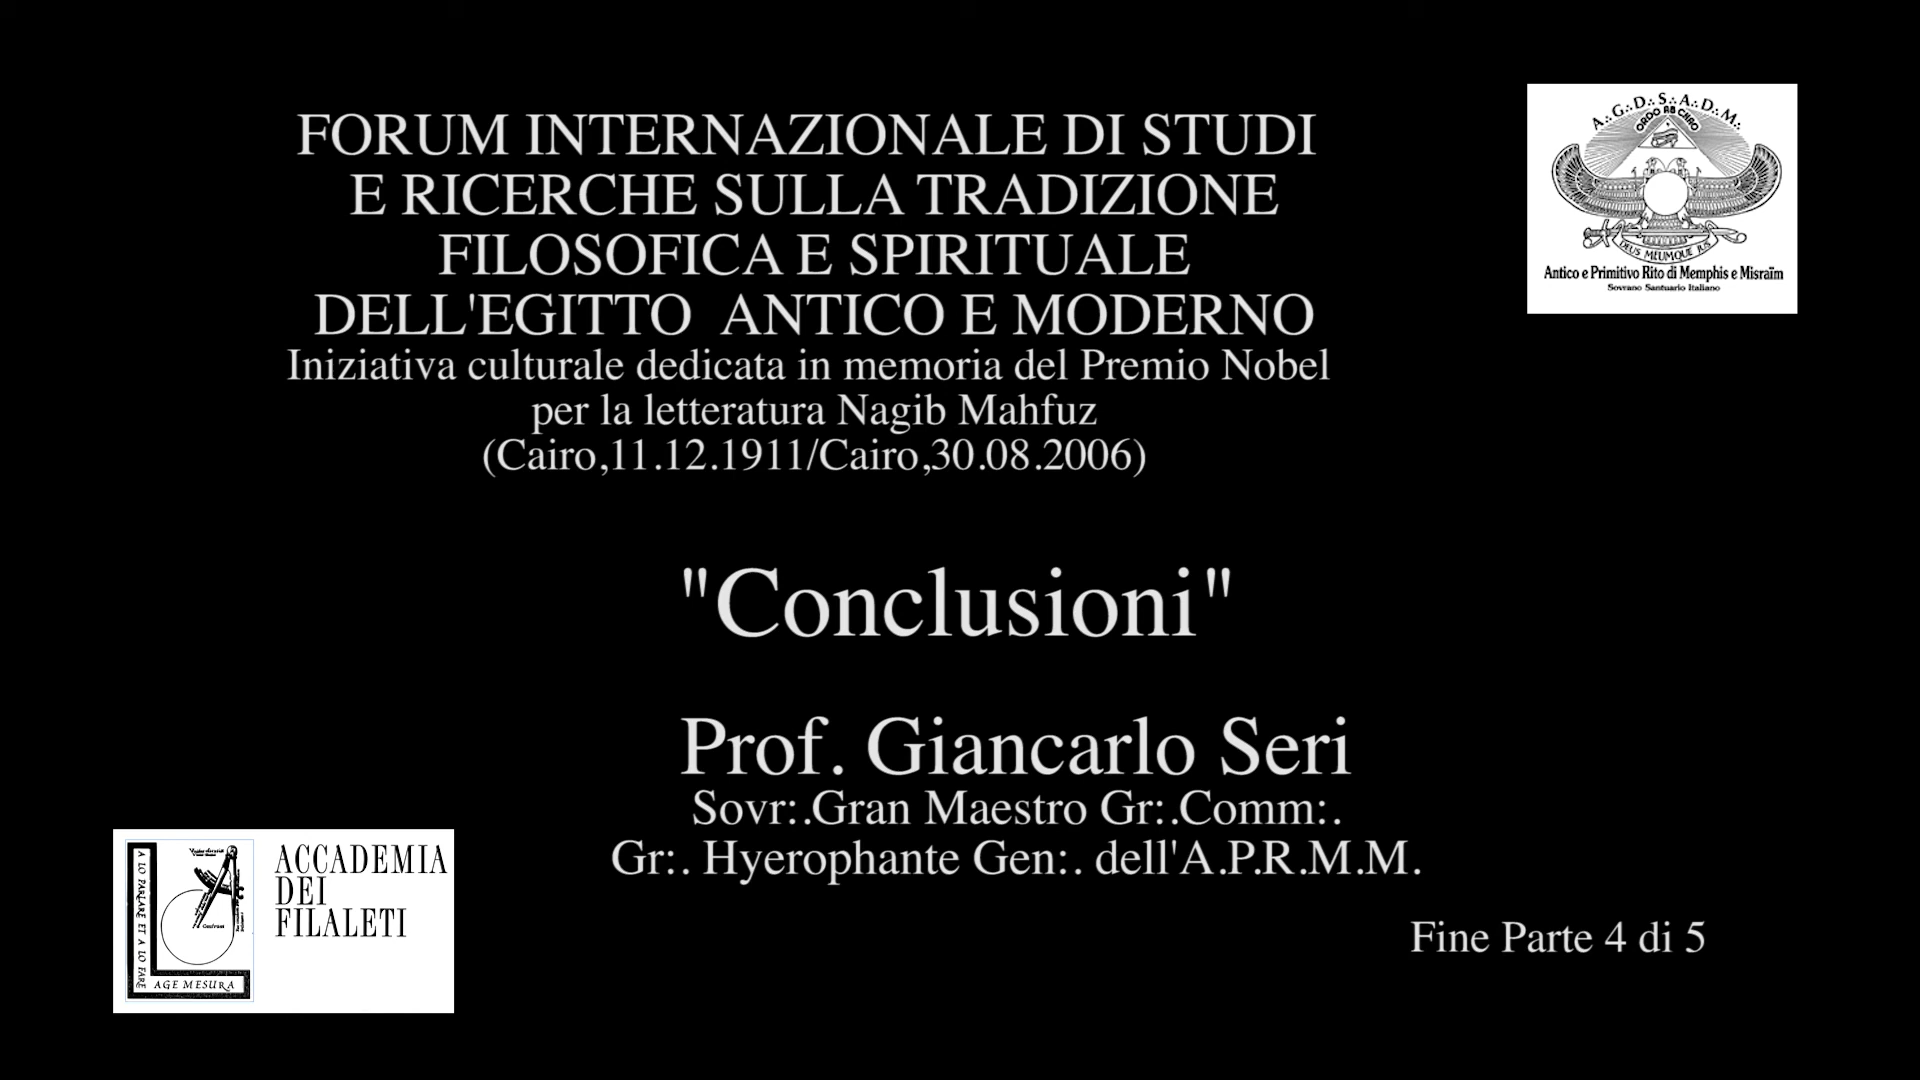 FORUM INTERNAZIONALE DI STUDI
E RICERCHE SULLA TRADIZIONE
FILOSOFICA E SPIRITUALE
DELL'EGITTO  ANTICO E MODERNO
Iniziativa culturale dedicata in memoria del Premio Nobel
per la letteratura Nagib Mahfuz
(Cairo,11.12.1911/Cairo,30.08.2006)
A∴G∴D∴S∴A∴D∴M∴
ORDO AB CHAO
DEUS MEUMQUE IUS
Antico e Primitivo Rito di Memphis e Misraïm
Sovrano Santuario Italiano
"Conclusioni"
Prof. Giancarlo Seri
Sovr:.Gran Maestro Gr:.Comm:.
Gr:. Hyerophante Gen:. dell'A.P.R.M.M.
A LO PARLARE ET A LO FARE
AGE MESURA
ACCADEMIA
DEI
FILALETI
Fine Parte 4 di 5